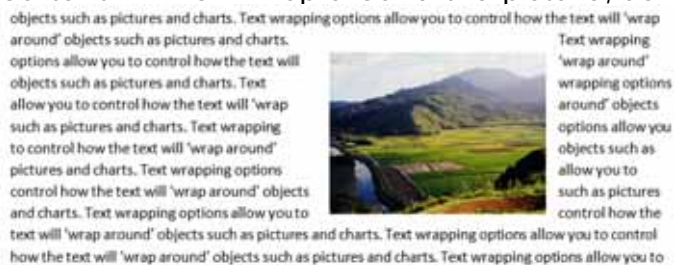 objects such as pictures and charts. Text wrapping options allow you to control how the text will 'wrap
around' objects such as pictures and charts. Text wrapping
options allow you to control how the text will 'wrap around'
objects such as pictures and charts. Text wrapping options
allow you to control how the text will 'wrap around' objects
such as pictures and charts. Text wrapping options allow you
to control how the text will 'wrap around' objects such as
pictures and charts. Text wrapping options allow you to
control how the text will 'wrap around' objects such as pictures
and charts. Text wrapping options allow you to control how the
text will 'wrap around' objects such as pictures and charts. Text wrapping options allow you to control
how the text will 'wrap around' objects such as pictures and charts. Text wrapping options allow you to